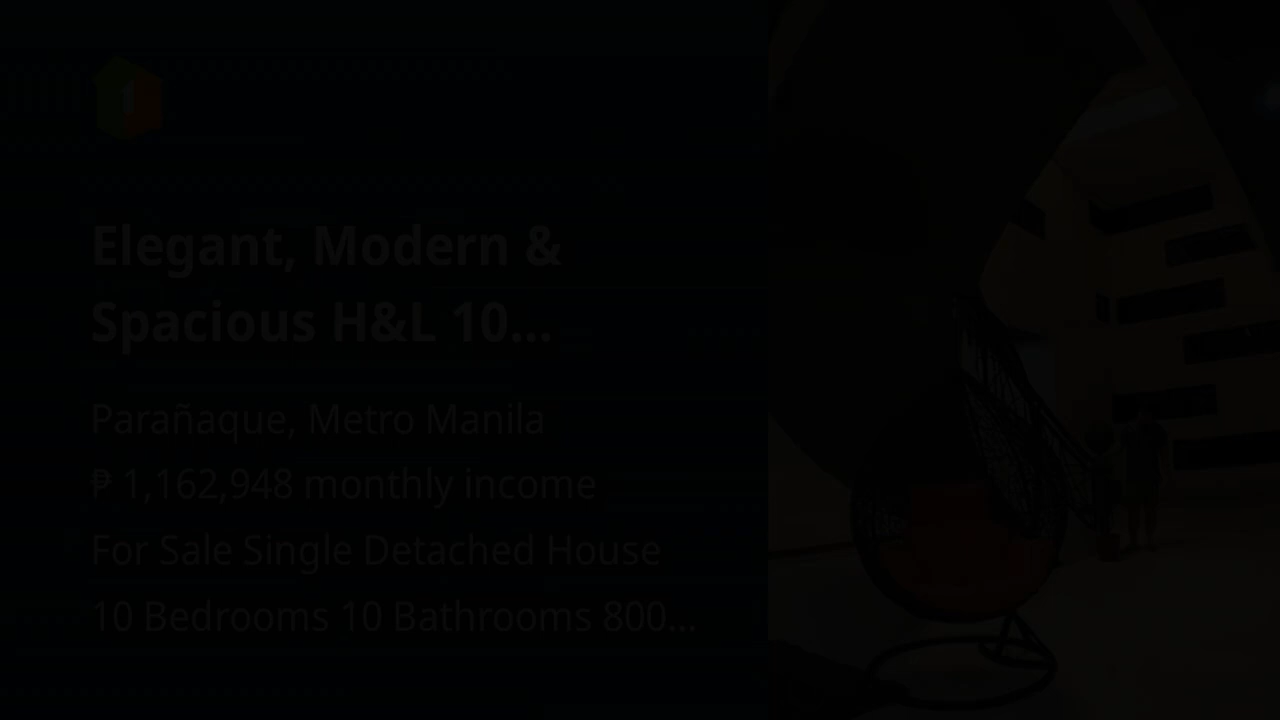 Elegant, Modern &
Spacious H&L 10...
Parañaque, Metro Manila
₱ 1,162,948 monthly income
For Sale Single Detached House
10 Bedrooms 10 Bathrooms 800...